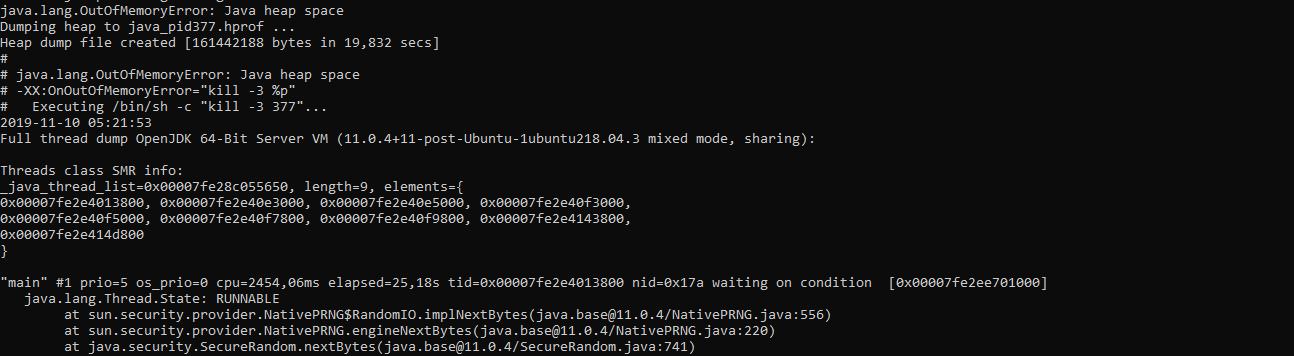 java.lang.OutOfMemoryError: Java heap space
Dumping heap to java_pid377.hprof ...
Heap dump file created [161442188 bytes in 19,832 secs]
#
# java.lang.OutOfMemoryError: Java heap space
# -XX:OnOutOfMemoryError="kill -3 %p"
#   Executing /bin/sh -c "kill -3 377"...
2019-11-10 05:21:53
Full thread dump OpenJDK 64-Bit Server VM (11.0.4+11-post-Ubuntu-1ubuntu218.04.3 mixed mode, sharing):

Threads class SMR info:
_java_thread_list=0x00007fe28c055650, length=9, elements={
0x00007fe2e4013800, 0x00007fe2e40e3000, 0x00007fe2e40e5000, 0x00007fe2e40f3000,
0x00007fe2e40f5000, 0x00007fe2e40f7800, 0x00007fe2e40f9800, 0x00007fe2e4143800,
0x00007fe2e414d800
}

"main" #1 prio=5 os_prio=0 cpu=2454,06ms elapsed=25,18s tid=0x00007fe2e4013800 nid=0x17a waiting on condition  [0x00007fe2ee701000]
   java.lang.Thread.State: RUNNABLE
        at sun.security.provider.NativePRNG$RandomIO.implNextBytes(java.base@11.0.4/NativePRNG.java:556)
        at sun.security.provider.NativePRNG.engineNextBytes(java.base@11.0.4/NativePRNG.java:220)
        at java.security.SecureRandom.nextBytes(java.base@11.0.4/SecureRandom.java:741)